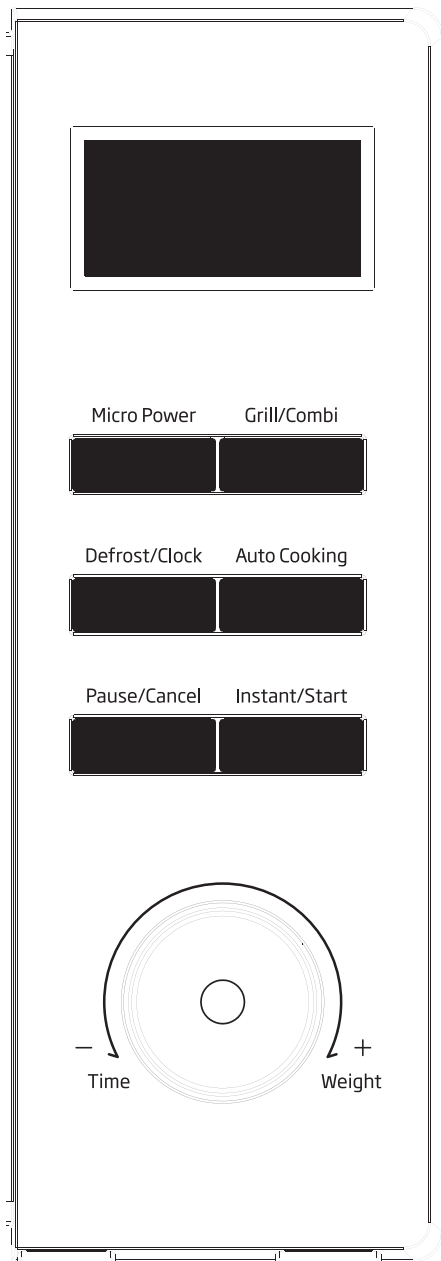 Micro Power Grill/Combi
Defrost/Clock Auto Cooking
Pause/Cancel Instant/Start
− +
Time Weight